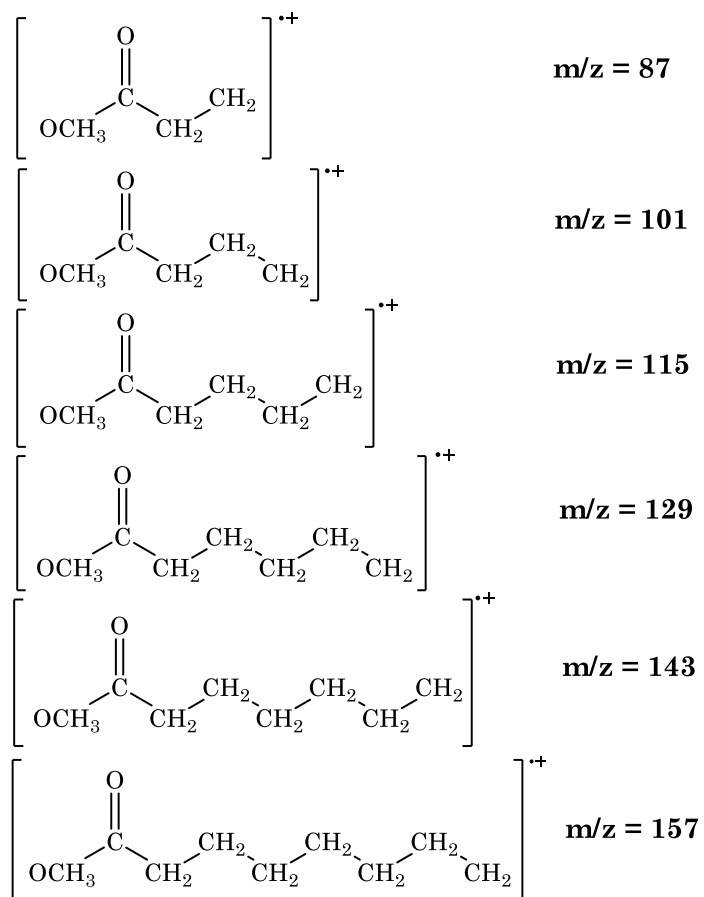 O
•+
C
CH₂
OCH₃
CH₂
m/z = 87
O
•+
C
CH₂
OCH₃
CH₂
CH₂
m/z = 101
O
•+
C
CH₂
CH₂
OCH₃
CH₂
CH₂
m/z = 115
O
•+
C
CH₂
CH₂
OCH₃
CH₂
CH₂
CH₂
m/z = 129
O
•+
C
CH₂
CH₂
CH₂
OCH₃
CH₂
CH₂
CH₂
m/z = 143
O
•+
C
CH₂
CH₂
CH₂
OCH₃
CH₂
CH₂
CH₂
CH₂
m/z = 157